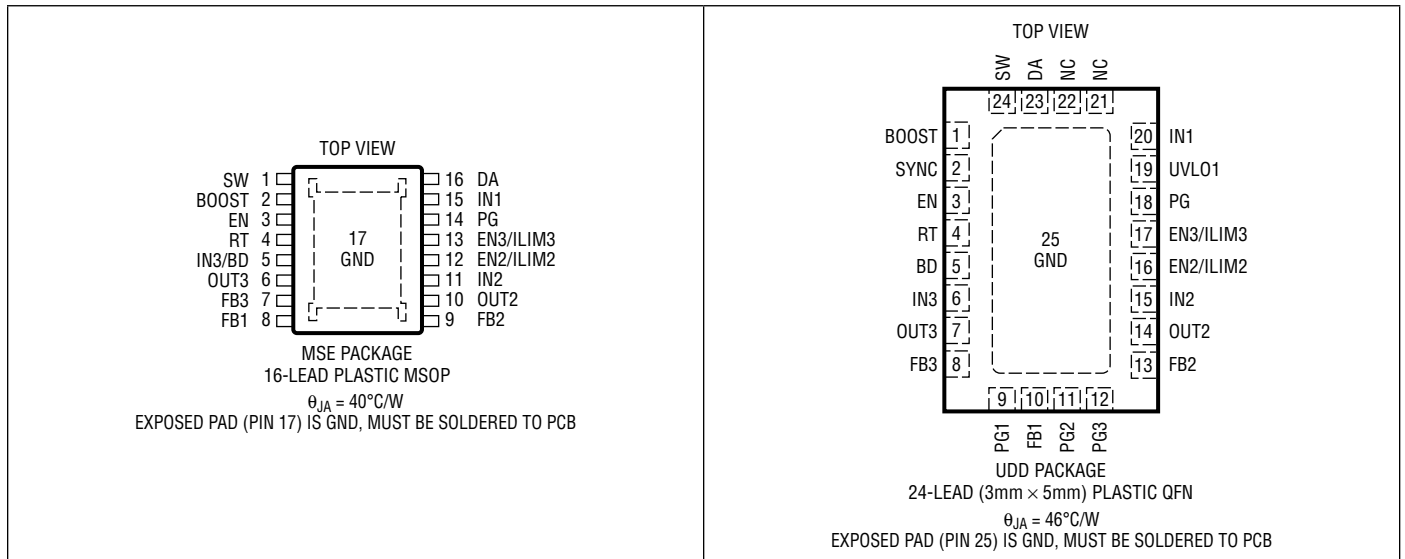 TOP VIEW
SW 1
BOOST 2
EN 3
RT 4
IN3/BD 5
OUT3 6
FB3 7
FB1 8
17
GND
16 DA
15 IN1
14 PG
13 EN3/ILIM3
12 EN2/ILIM2
11 IN2
10 OUT2
9 FB2
MSE PACKAGE
16-LEAD PLASTIC MSOP
θJA = 40°C/W
EXPOSED PAD (PIN 17) IS GND, MUST BE SOLDERED TO PCB
TOP VIEW
SW DA NC NC
24 23 22 21
BOOST 1
SYNC 2
EN 3
RT 4
BD 5
IN3 6
OUT3 7
FB3 8
25
GND
20 IN1
19 UVLO1
18 PG
17 EN3/ILIM3
16 EN2/ILIM2
15 IN2
14 OUT2
13 FB2
9 10 11 12
PG1 FB1 PG2 PG3
UDD PACKAGE
24-LEAD (3mm × 5mm) PLASTIC QFN
θJA = 46°C/W
EXPOSED PAD (PIN 25) IS GND, MUST BE SOLDERED TO PCB